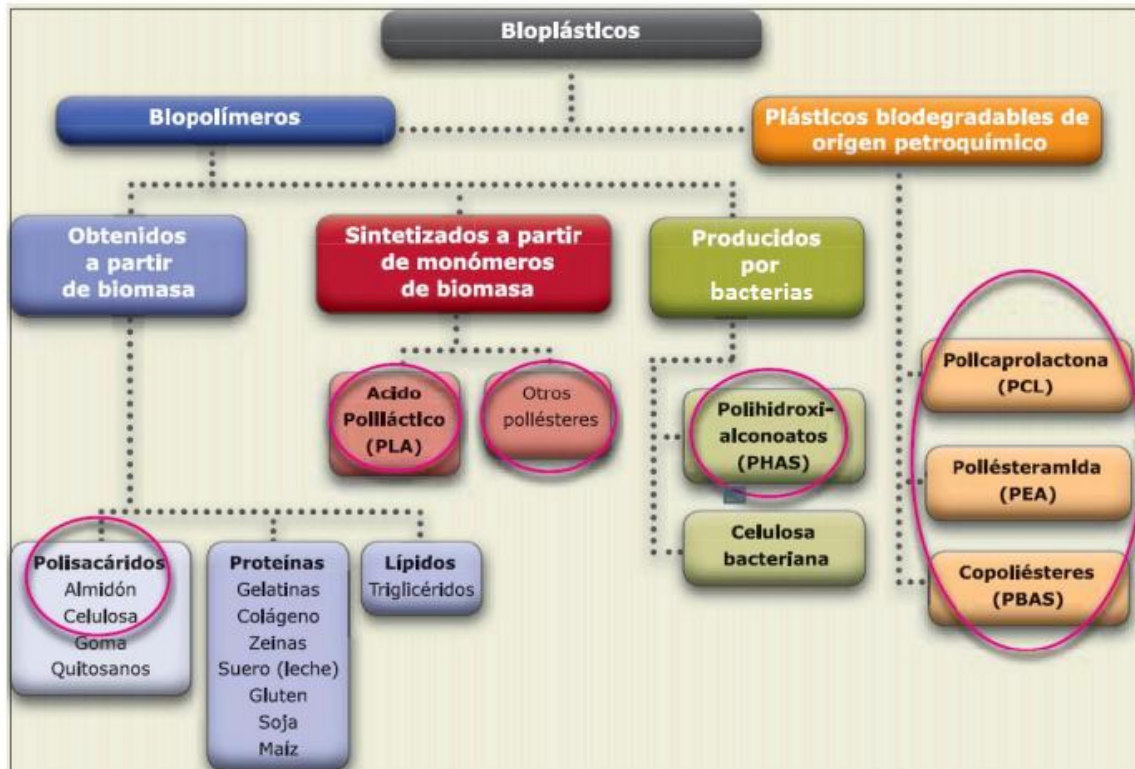 Bioplásticos
Biopolímeros
Plásticos biodegradables de
origen petroquímico
Obtenidos
a partir
de biomasa
Sintetizados a partir
de monómeros
de biomasa
Producidos
por
bacterias
Acido
Poliláctico
(PLA)
Otros
poliésteres
Polihidroxi-
alconoatos
(PHAS)
Celulosa
bacteriana
Policaprolactona
(PCL)
Poliésteramida
(PEA)
Copoliésteres
(PBAS)
Polisacáridos
Almidón
Celulosa
Goma
Quitosanos
Proteínas
Gelatinas
Colágeno
Zeinas
Suero (leche)
Gluten
Soja
Maíz
Lípidos
Triglicéridos